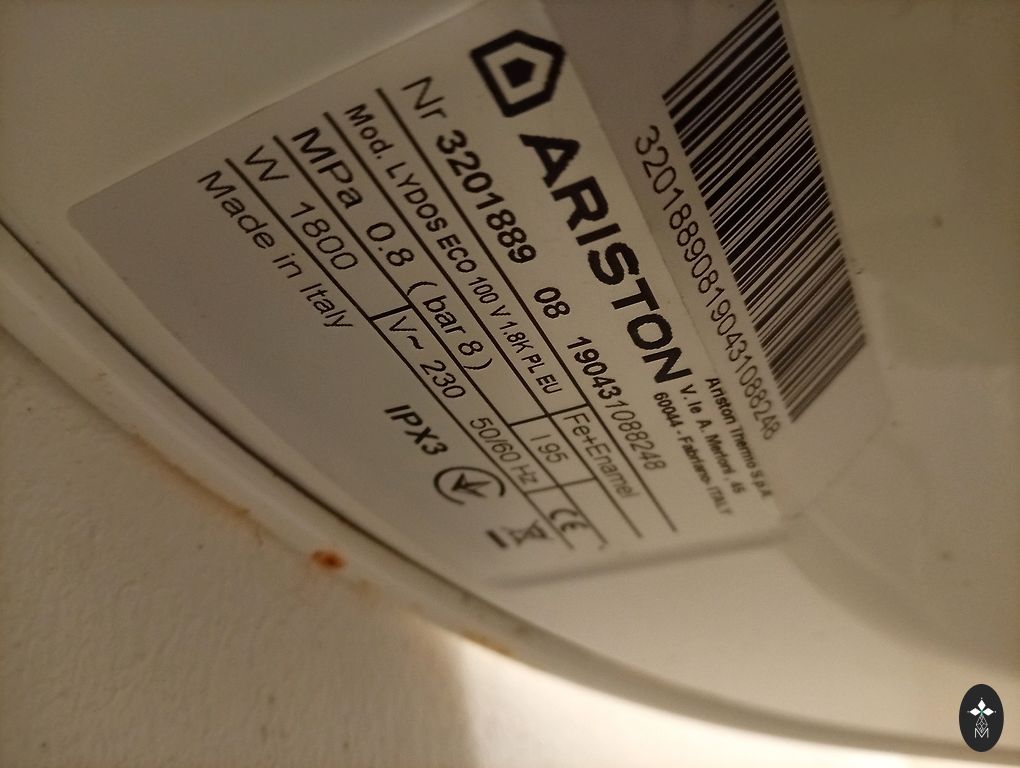 320188908190431088248
ARISTON
Ariston Thermo S.p.A.
V. le A. Merloni, 45
60044 - Fabriano- ITALY
Nr 3201889 08 190431088248
Mod. LYDOS ECO 100 V 1.8K PL EU Fe+Enamel
MPa 0.8 (bar 8) l 95
W 1800 V~ 230 50/60 Hz CE
Made in Italy IPX3
M